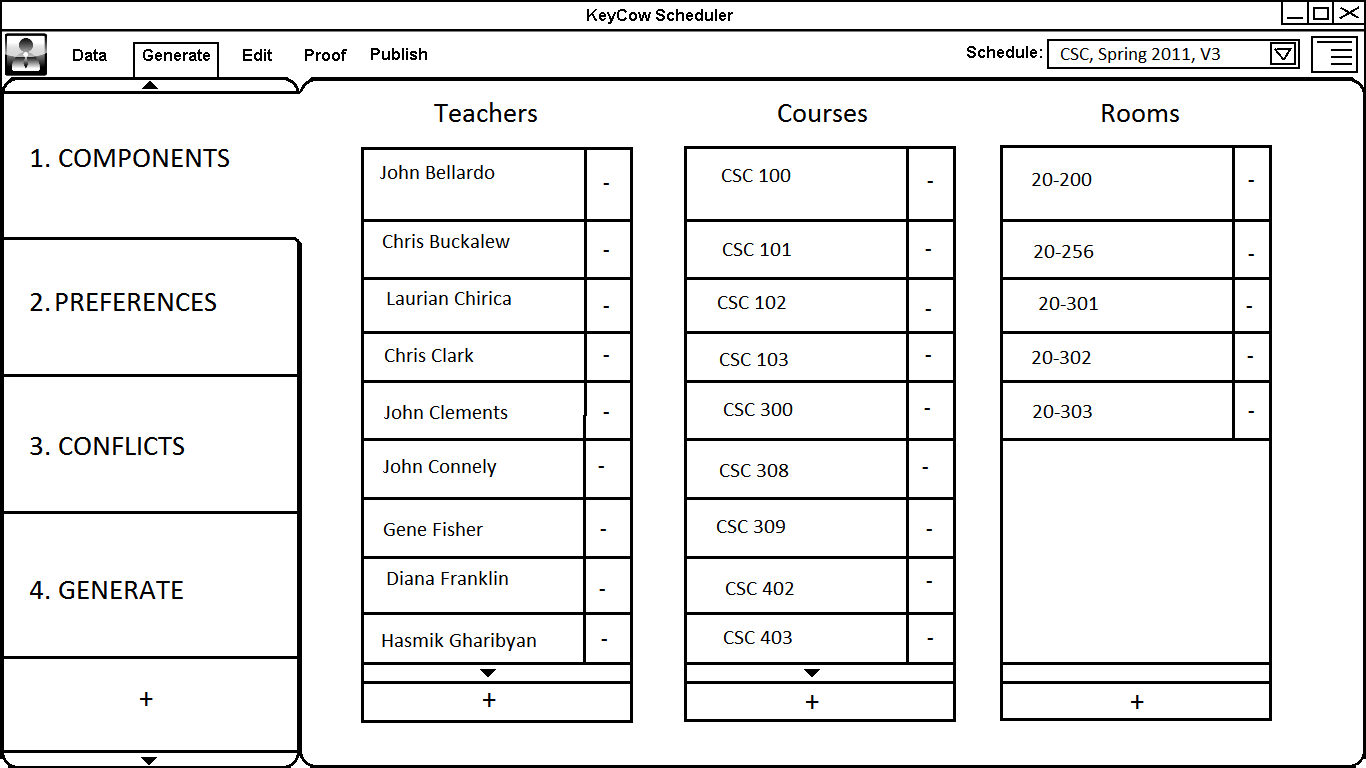 KeyCow Scheduler
Data Generate Edit Proof Publish Schedule: CSC, Spring 2011, V3
Teachers Courses Rooms
1. COMPONENTS
2. PREFERENCES
3. CONFLICTS
4. GENERATE
+
John Bellardo -
Chris Buckalew -
Laurian Chirica -
Chris Clark -
John Clements -
John Connely -
Gene Fisher -
Diana Franklin -
Hasmik Gharibyan -
+
CSC 100 -
CSC 101 -
CSC 102 -
CSC 103 -
CSC 300 -
CSC 308 -
CSC 309 -
CSC 402 -
CSC 403 -
+
20-200 -
20-256 -
20-301 -
20-302 -
20-303 -
+